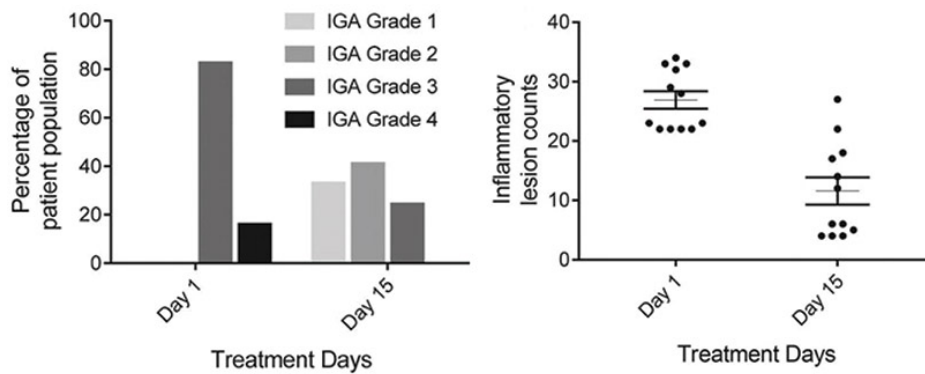 100
80
60
40
20
0
Percentage of
patient population
IGA Grade 1
IGA Grade 2
IGA Grade 3
IGA Grade 4
Day 1
Day 15
Treatment Days
40
30
20
10
0
Inflammatory
lesion counts
Day 1
Day 15
Treatment Days